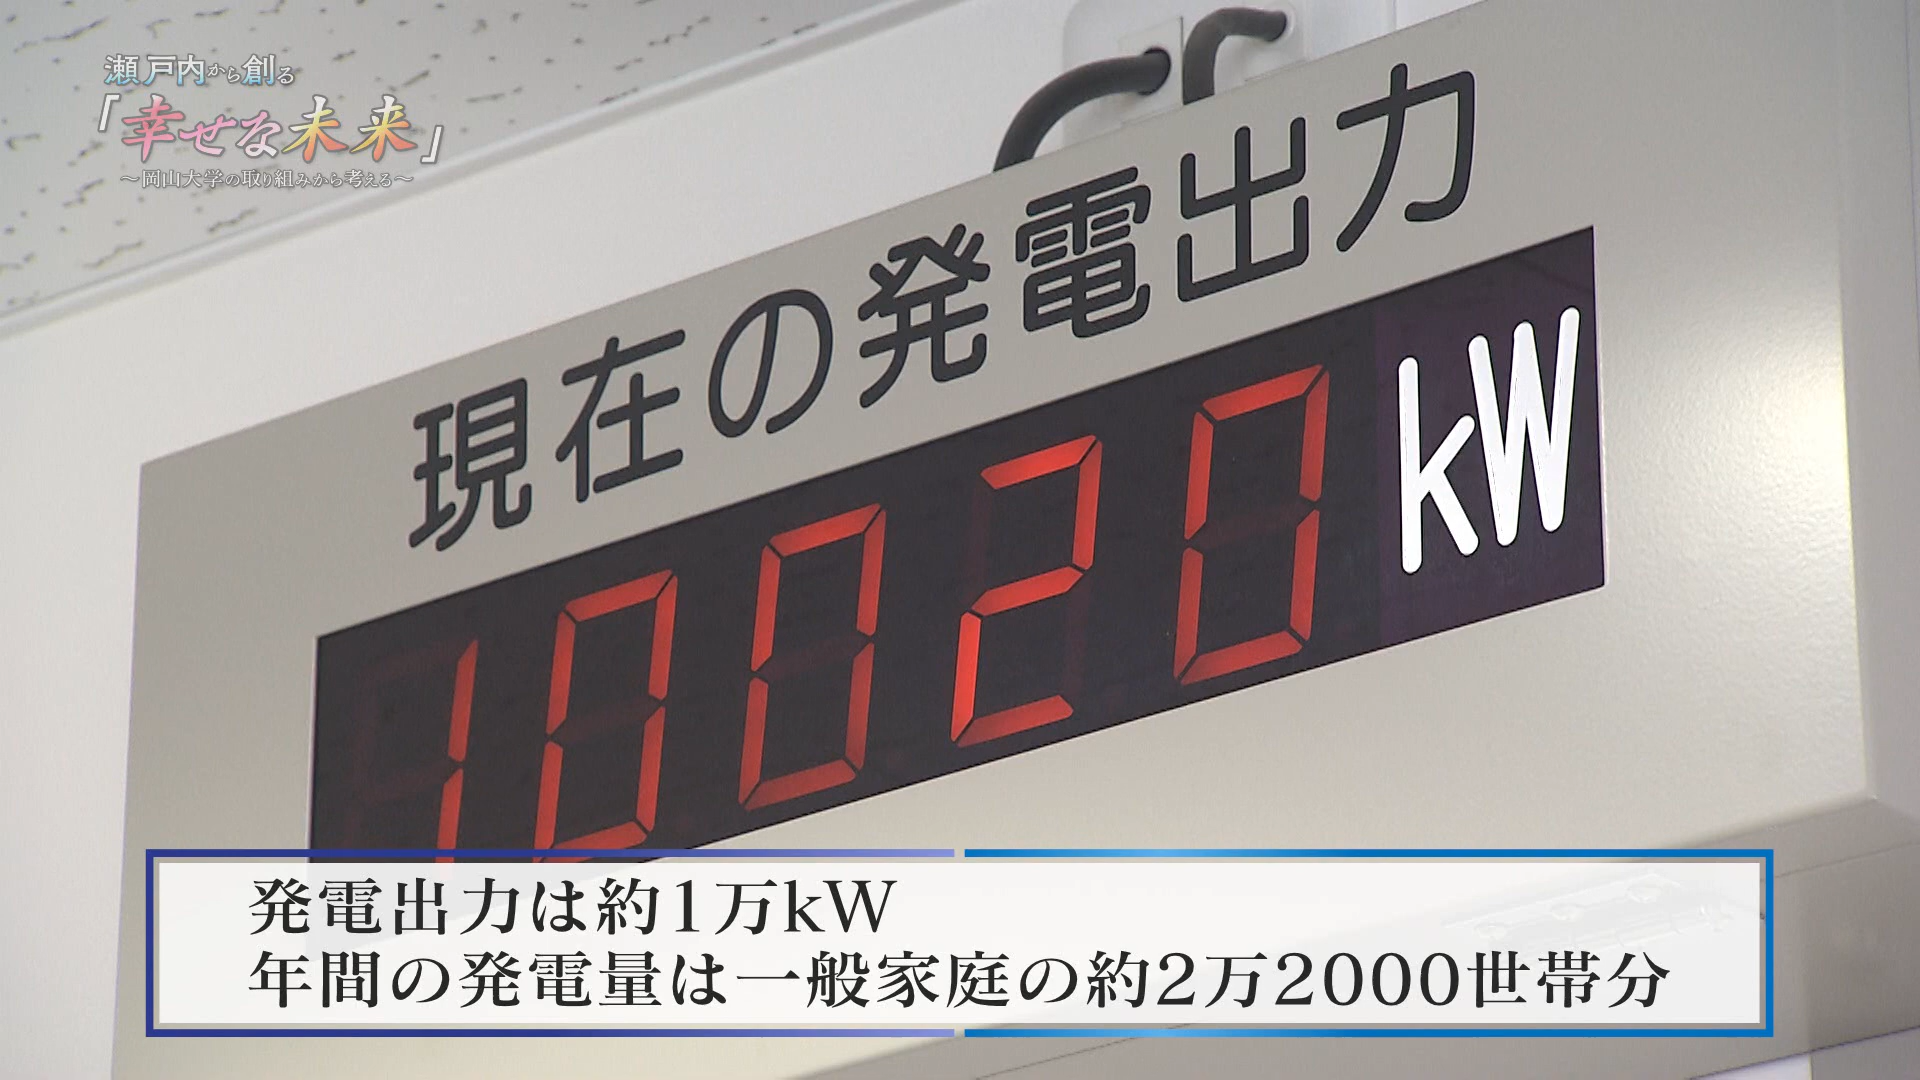 瀬戸内から創る
「幸せな未来」
～岡山大学の取り組みから考える～
現在の発電出力
10020 kW
発電出力は約1万kW
年間の発電量は一般家庭の約2万2000世帯分